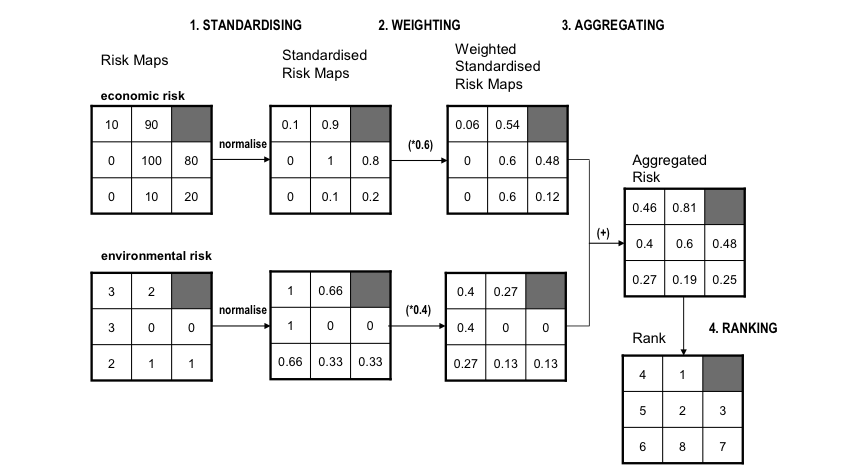 1. STANDARDISING 2. WEIGHTING 3. AGGREGATING
Risk Maps
Standardised
Risk Maps
Weighted
Standardised
Risk Maps
economic risk
10 90
0 100 80
0 10 20
normalise
0.1 0.9
0 1 0.8
0 0.1 0.2
(*0.6)
0.06 0.54
0 0.6 0.48
0 0.6 0.12
environmental risk
3 2
3 0 0
2 1 1
normalise
1 0.66
1 0 0
0.66 0.33 0.33
(*0.4)
0.4 0.27
0.4 0 0
0.27 0.13 0.13
(+)
Aggregated
Risk
0.46 0.81
0.4 0.6 0.48
0.27 0.19 0.25
4. RANKING
Rank
4 1
5 2 3
6 8 7